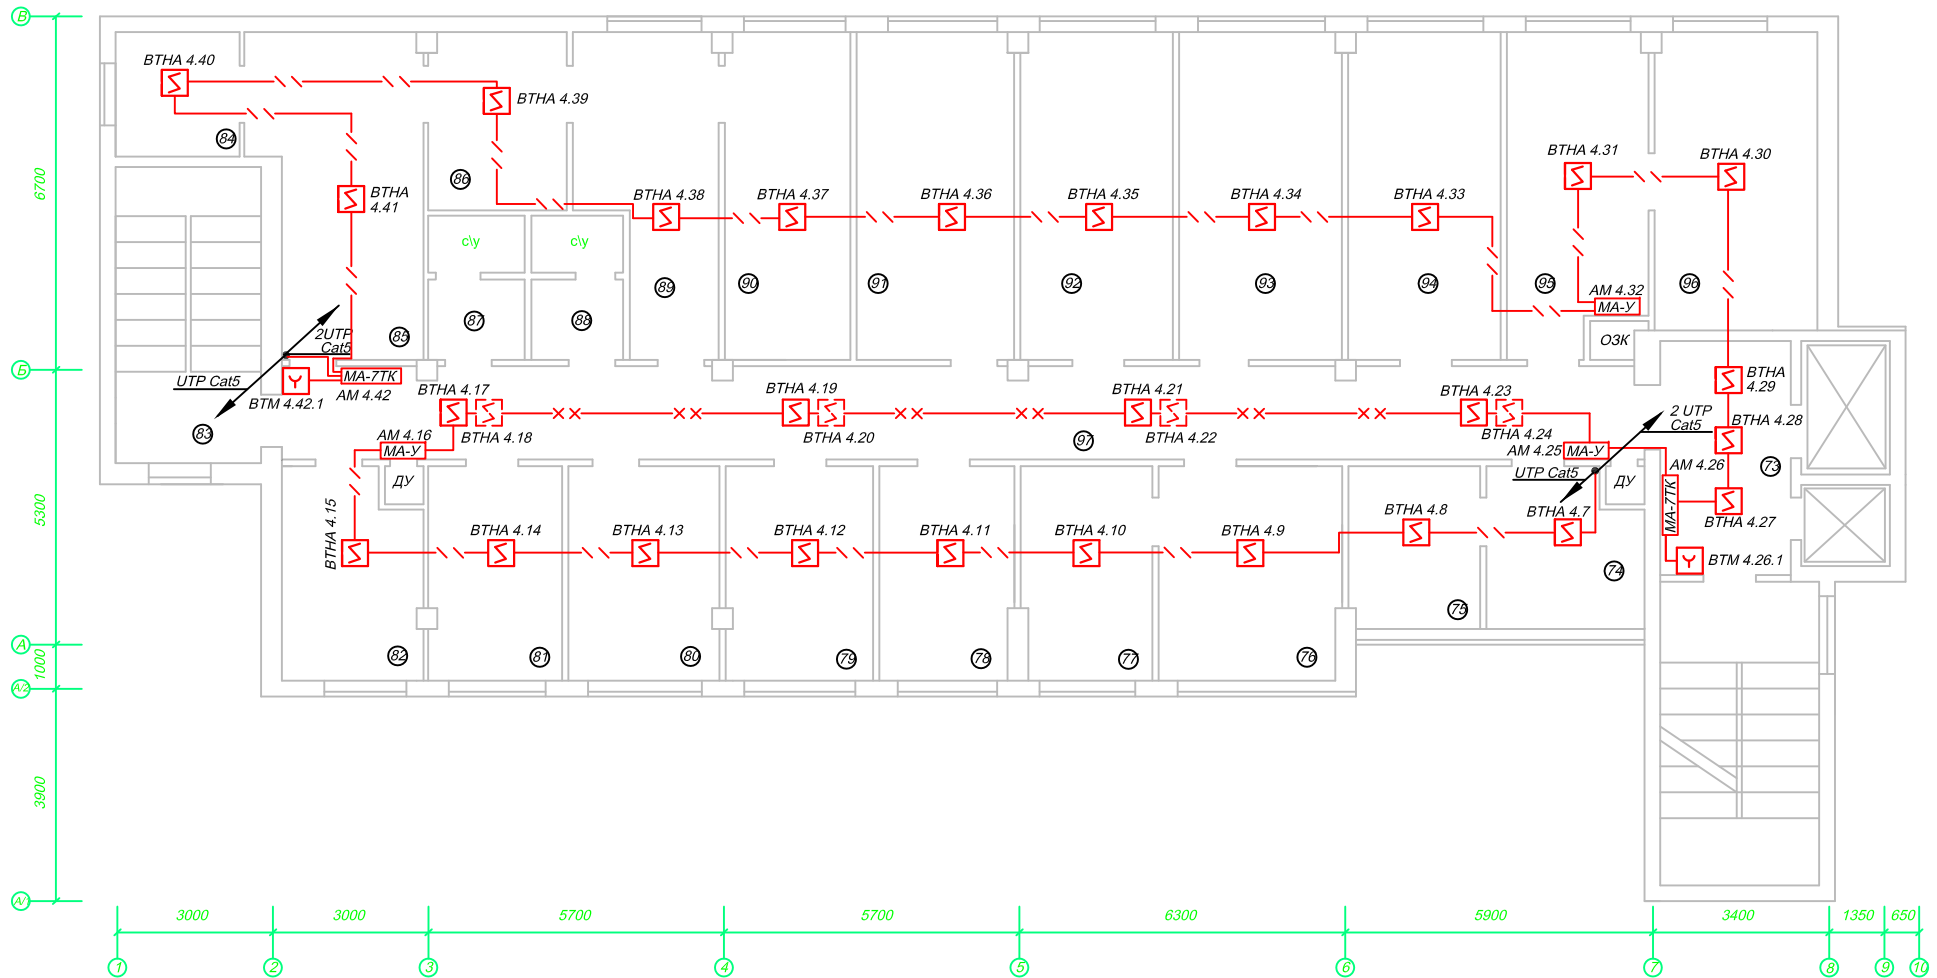 В
ВТНА 4.40
ВТНА 4.39
84
86
ВТНА
4.41
ВТНА 4.38
ВТНА 4.37
ВТНА 4.36
ВТНА 4.35
ВТНА 4.34
ВТНА 4.33
ВТНА 4.31
ВТНА 4.30
6700
с\у
с\у
89
90
91
92
93
94
95
96
АМ 4.32
МА-У
ОЗК
87
88
85
2UTP
Cat5
UTP Cat5
МА-7ТК
АМ 4.42
ВТМ 4.42.1
Б
83
ВТНА 4.17
ВТНА 4.18
ВТНА 4.19
ВТНА 4.20
ВТНА 4.21
ВТНА 4.22
ВТНА 4.23
ВТНА 4.24
97
АМ 4.16
МА-У
ДУ
АМ 4.25
МА-У
2 UTP
Cat5
UTP Cat5
ДУ
ВТНА
4.29
ВТНА 4.28
АМ 4.26
МА-7ТК
73
ВТНА 4.27
ВТМ 4.26.1
5300
ВТНА 4.15
ВТНА 4.14
ВТНА 4.13
ВТНА 4.12
ВТНА 4.11
ВТНА 4.10
ВТНА 4.9
ВТНА 4.8
ВТНА 4.7
74
75
А
82
81
80
79
78
77
76
1000
А/2
3900
А/1
3000
3000
5700
5700
6300
5900
3400
1350
650
1
2
3
4
5
6
7
8
9
10